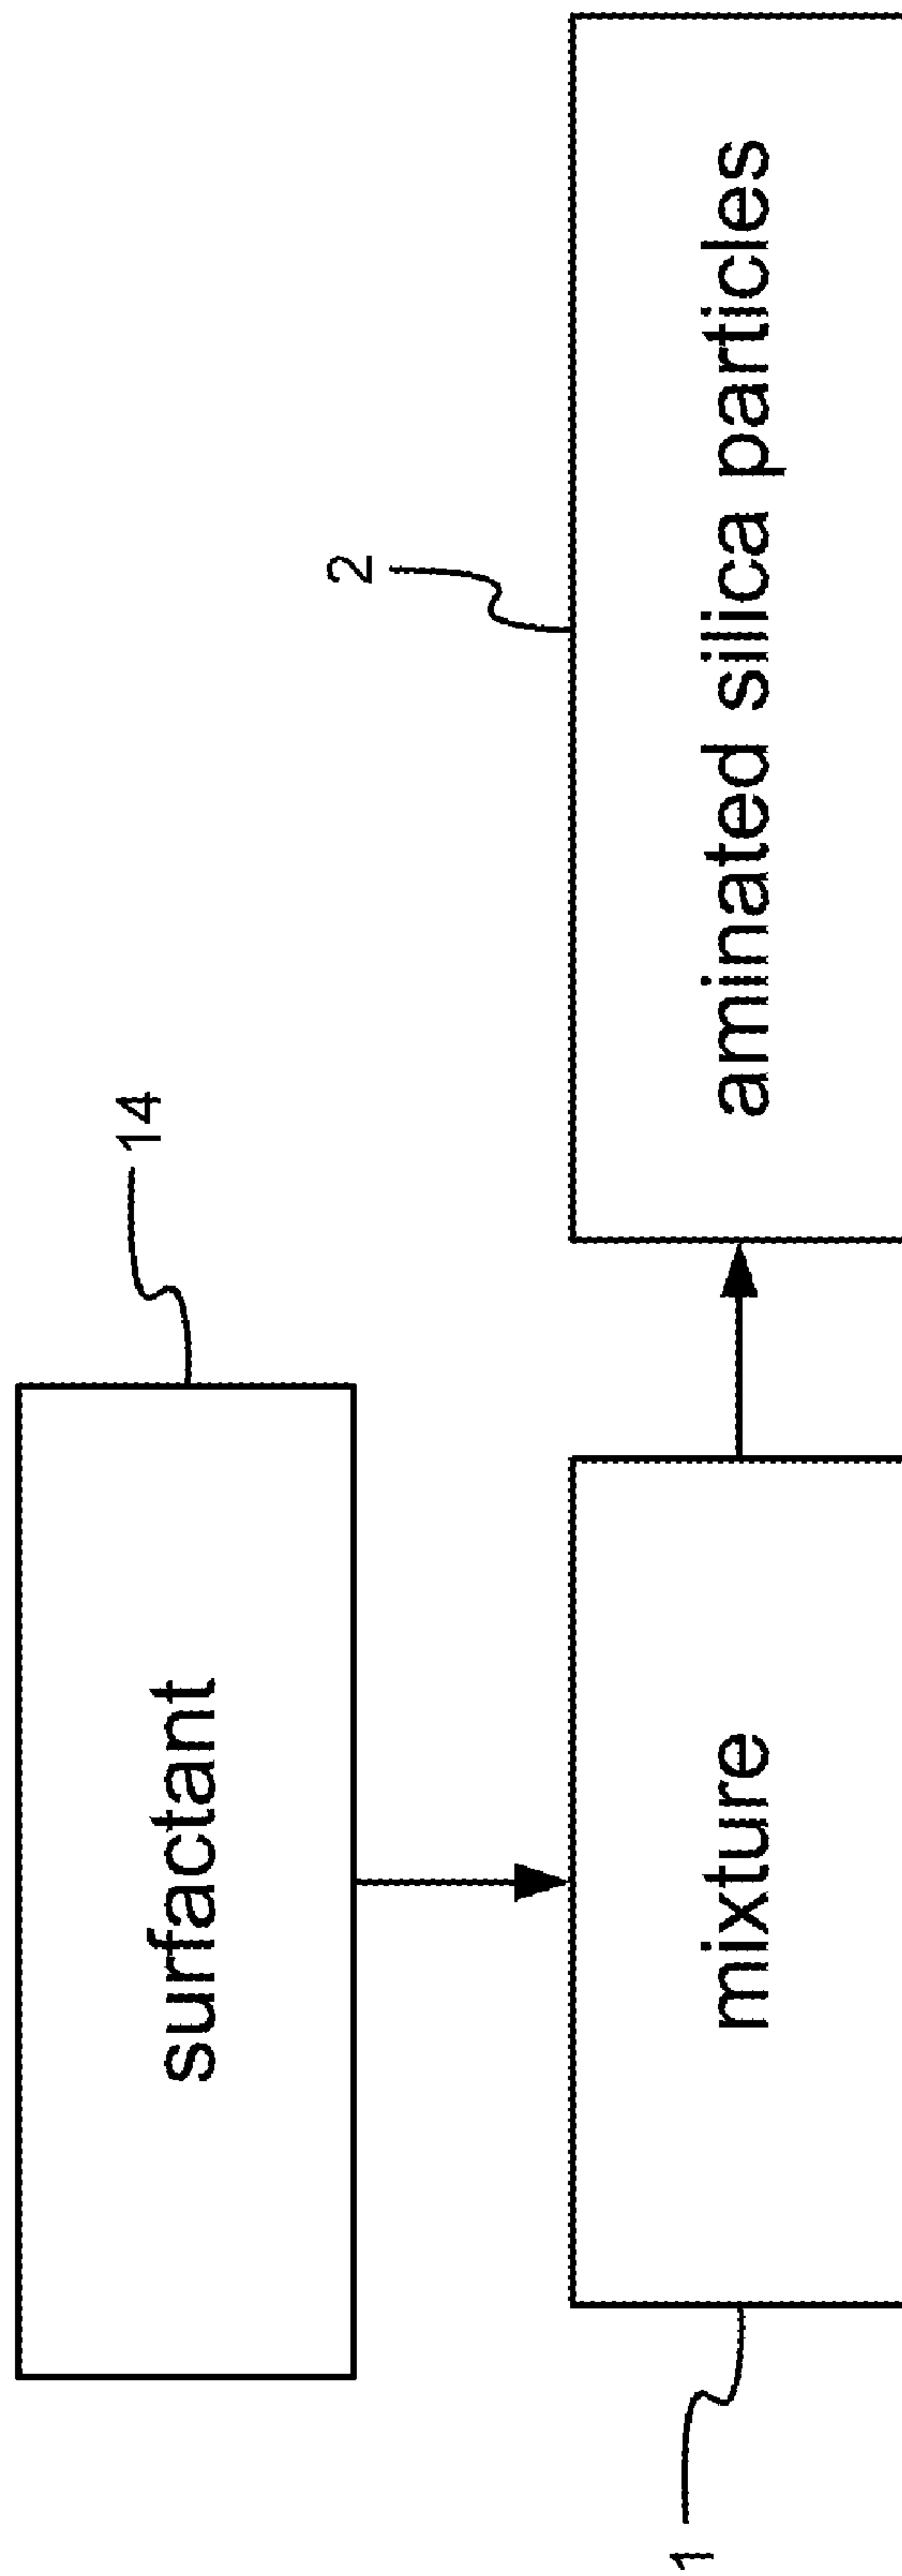 surfactant
14
2
mixture
aminated silica particles
1